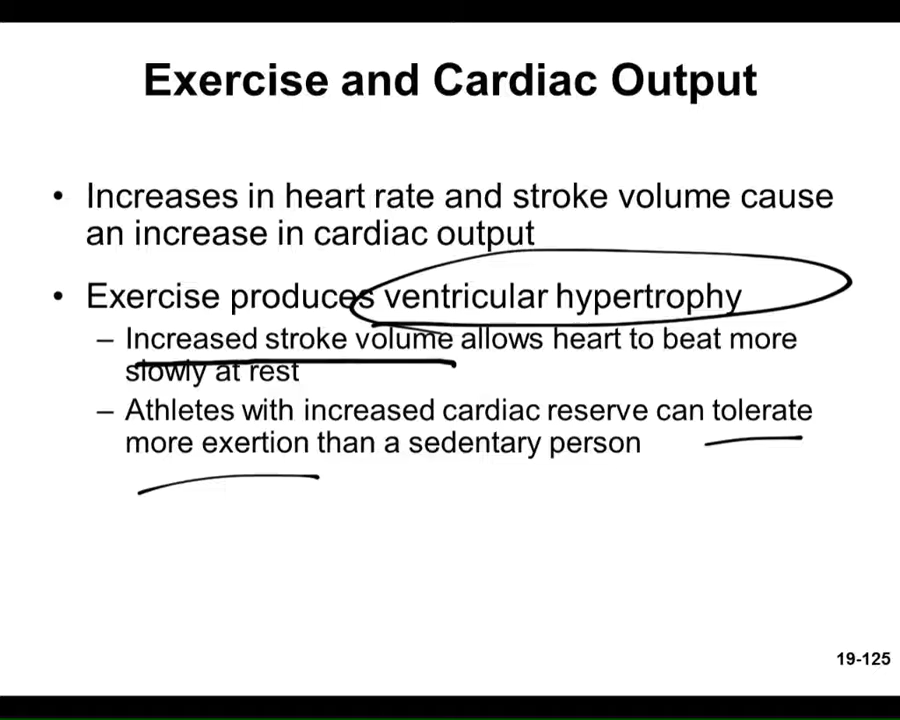 Exercise and Cardiac Output
• Increases in heart rate and stroke volume cause
an increase in cardiac output
• Exercise produces ventricular hypertrophy
– Increased stroke volume allows heart to beat more
slowly at rest
– Athletes with increased cardiac reserve can tolerate
more exertion than a sedentary person
19-125